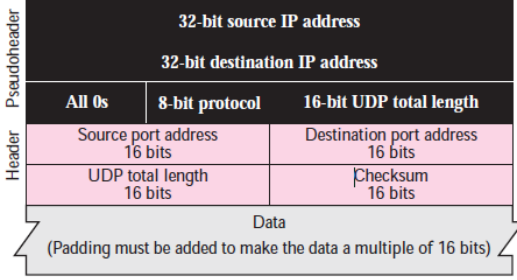 Pseudoheader
32-bit source IP address
32-bit destination IP address
All 0s 8-bit protocol 16-bit UDP total length
Header
Source port address Destination port address
16 bits 16 bits
UDP total length Checksum
16 bits 16 bits
Data
(Padding must be added to make the data a multiple of 16 bits)